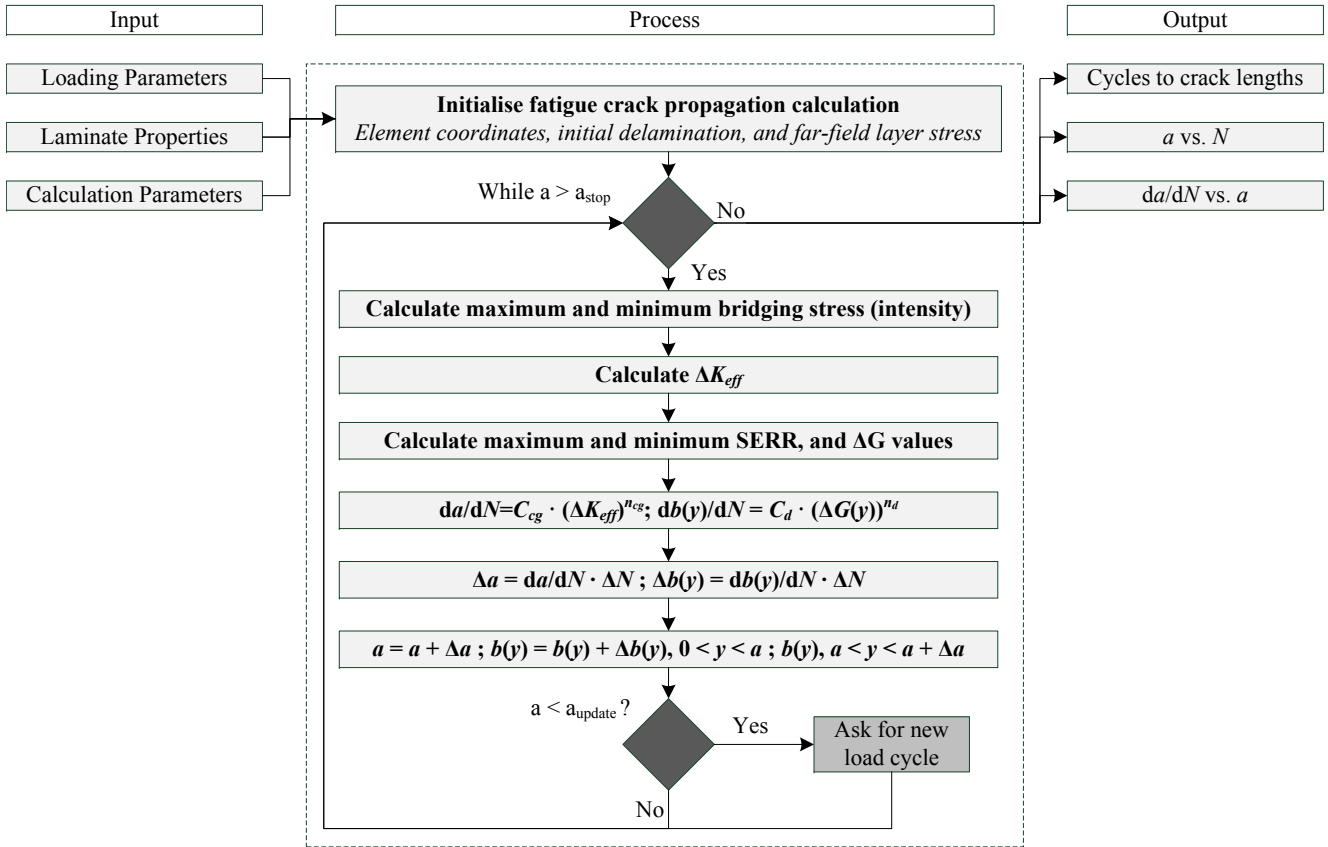 Input
Process
Output
Loading Parameters
Laminate Properties
Calculation Parameters
Initialise fatigue crack propagation calculation
Element coordinates, initial delamination, and far-field layer stress
Cycles to crack lengths
a vs. N
da/dN vs. a
While a > a_stop
No
Yes
Calculate maximum and minimum bridging stress (intensity)
Calculate ΔK_eff
Calculate maximum and minimum SERR, and ΔG values
da/dN=C_cg · (ΔK_eff)^n_cg; db(y)/dN = C_d · (ΔG(y))^n_d
Δa = da/dN · ΔN ; Δb(y) = db(y)/dN · ΔN
a = a + Δa ; b(y) = b(y) + Δb(y), 0 < y < a ; b(y), a < y < a + Δa
a < a_update ?
Yes
Ask for new
load cycle
No